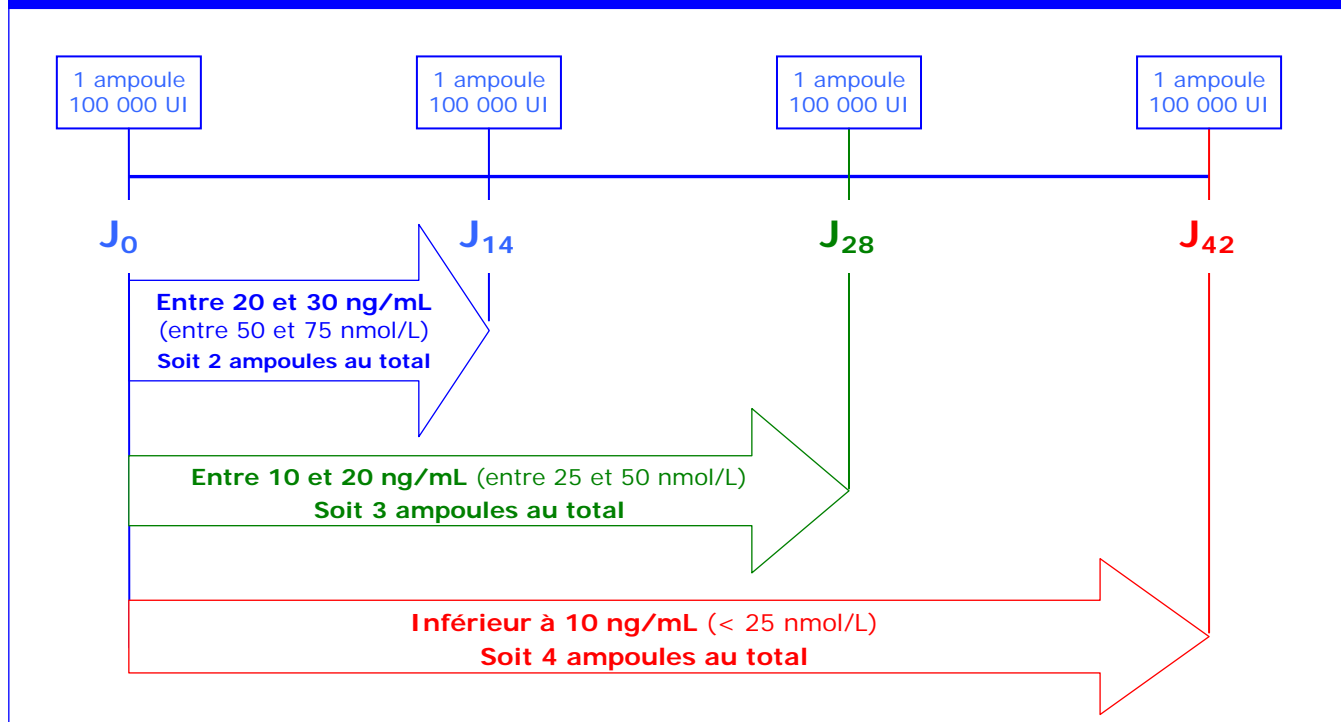 1 ampoule
100 000 UI
1 ampoule
100 000 UI
1 ampoule
100 000 UI
1 ampoule
100 000 UI
J0
J14
J28
J42
Entre 20 et 30 ng/mL
(entre 50 et 75 nmol/L)
Soit 2 ampoules au total
Entre 10 et 20 ng/mL (entre 25 et 50 nmol/L)
Soit 3 ampoules au total
Inférieur à 10 ng/mL (< 25 nmol/L)
Soit 4 ampoules au total